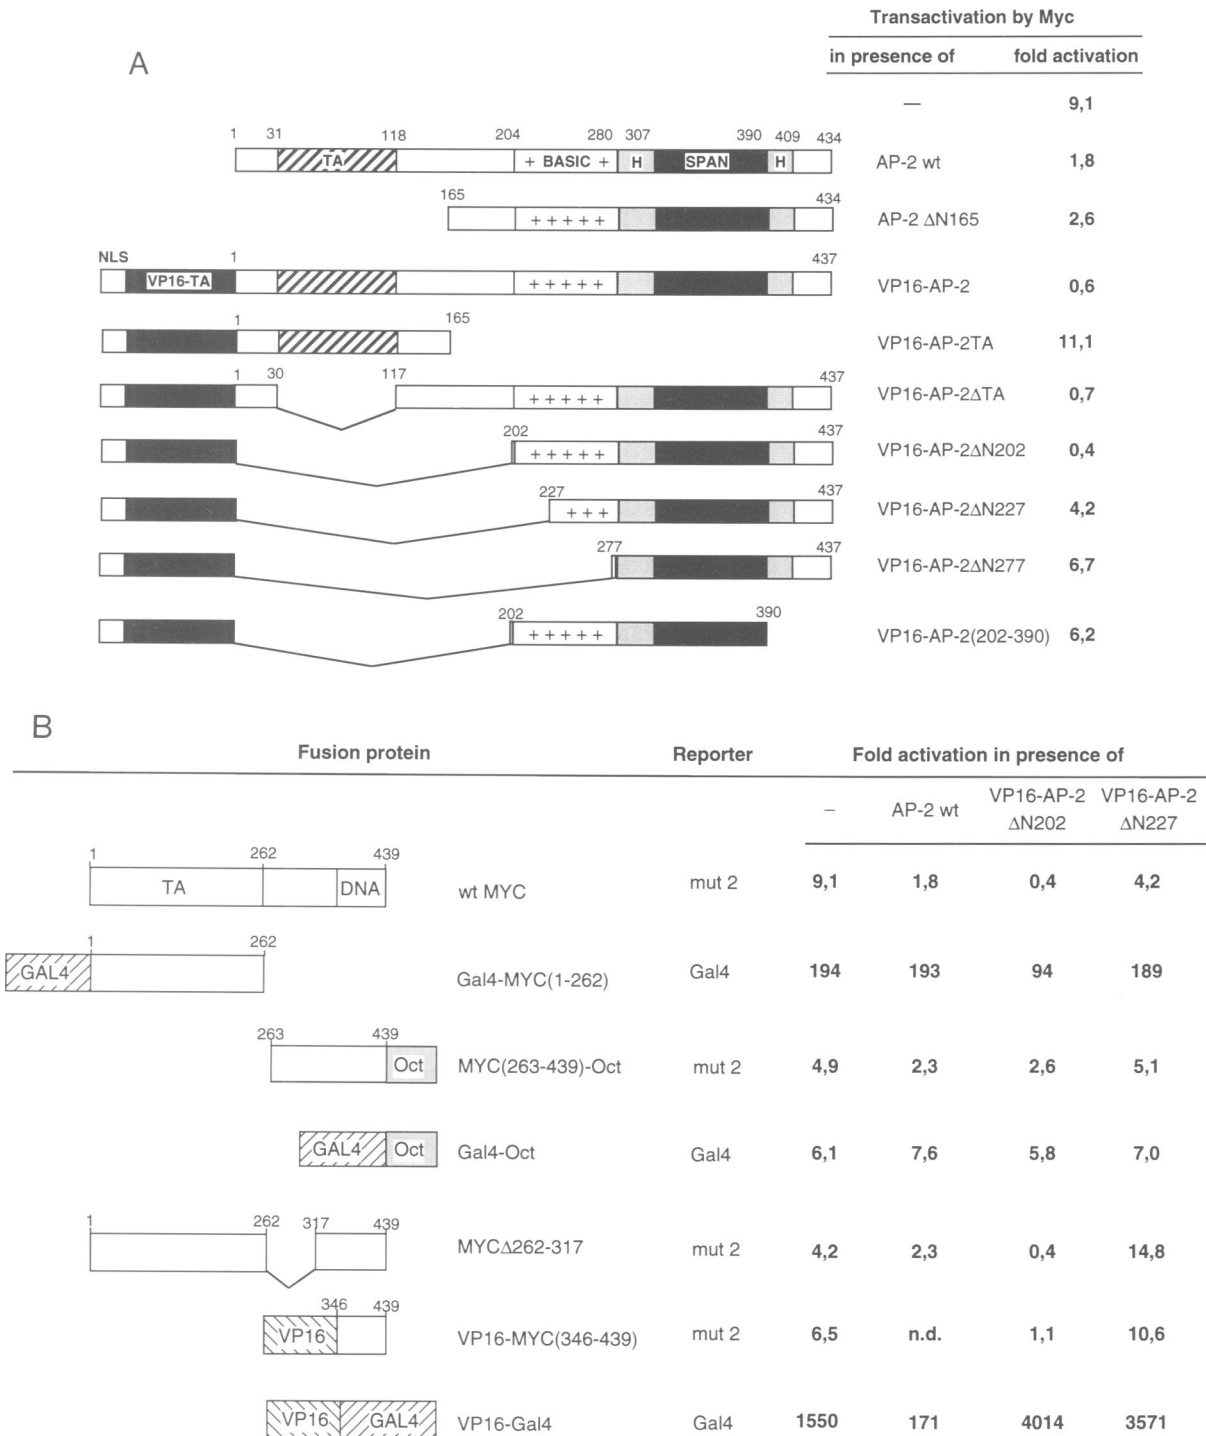 Transactivation by Myc
A
in presence of fold activation
— 9,1
1 31 118 204 280 307 390 409 434
TA + BASIC + H SPAN H AP-2 wt 1,8
165 434
+ + + + + AP-2 ΔN165 2,6
NLS 1 437
VP16-TA + + + + + VP16-AP-2 0,6
1 165
VP16-AP-2TA 11,1
1 30 117 437
+ + + + + VP16-AP-2ΔTA 0,7
202 437
+ + + + + VP16-AP-2ΔN202 0,4
227 437
+ + + VP16-AP-2ΔN227 4,2
277 437
VP16-AP-2ΔN277 6,7
202 390
+ + + + + VP16-AP-2(202-390) 6,2
B
Fusion protein Reporter Fold activation in presence of
– AP-2 wt VP16-AP-2 ΔN202 VP16-AP-2 ΔN227
1 262 439
TA DNA wt MYC mut 2 9,1 1,8 0,4 4,2
1 262
GAL4 Gal4-MYC(1-262) Gal4 194 193 94 189
263 439
Oct MYC(263-439)-Oct mut 2 4,9 2,3 2,6 5,1
GAL4 Oct Gal4-Oct Gal4 6,1 7,6 5,8 7,0
1 262 317 439
MYCΔ262-317 mut 2 4,2 2,3 0,4 14,8
346 439
VP16 VP16-MYC(346-439) mut 2 6,5 n.d. 1,1 10,6
VP16 GAL4 VP16-Gal4 Gal4 1550 171 4014 3571